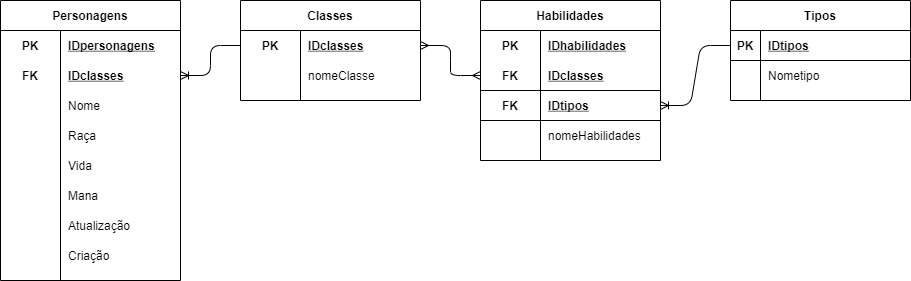 Personagens
PK IDpersonagens
FK IDclasses
Nome
Raça
Vida
Mana
Atualização
Criação
Classes
PK IDclasses
nomeClasse
Habilidades
PK IDhabilidades
FK IDclasses
FK IDtipos
nomeHabilidades
Tipos
PK IDtipos
Nometipo